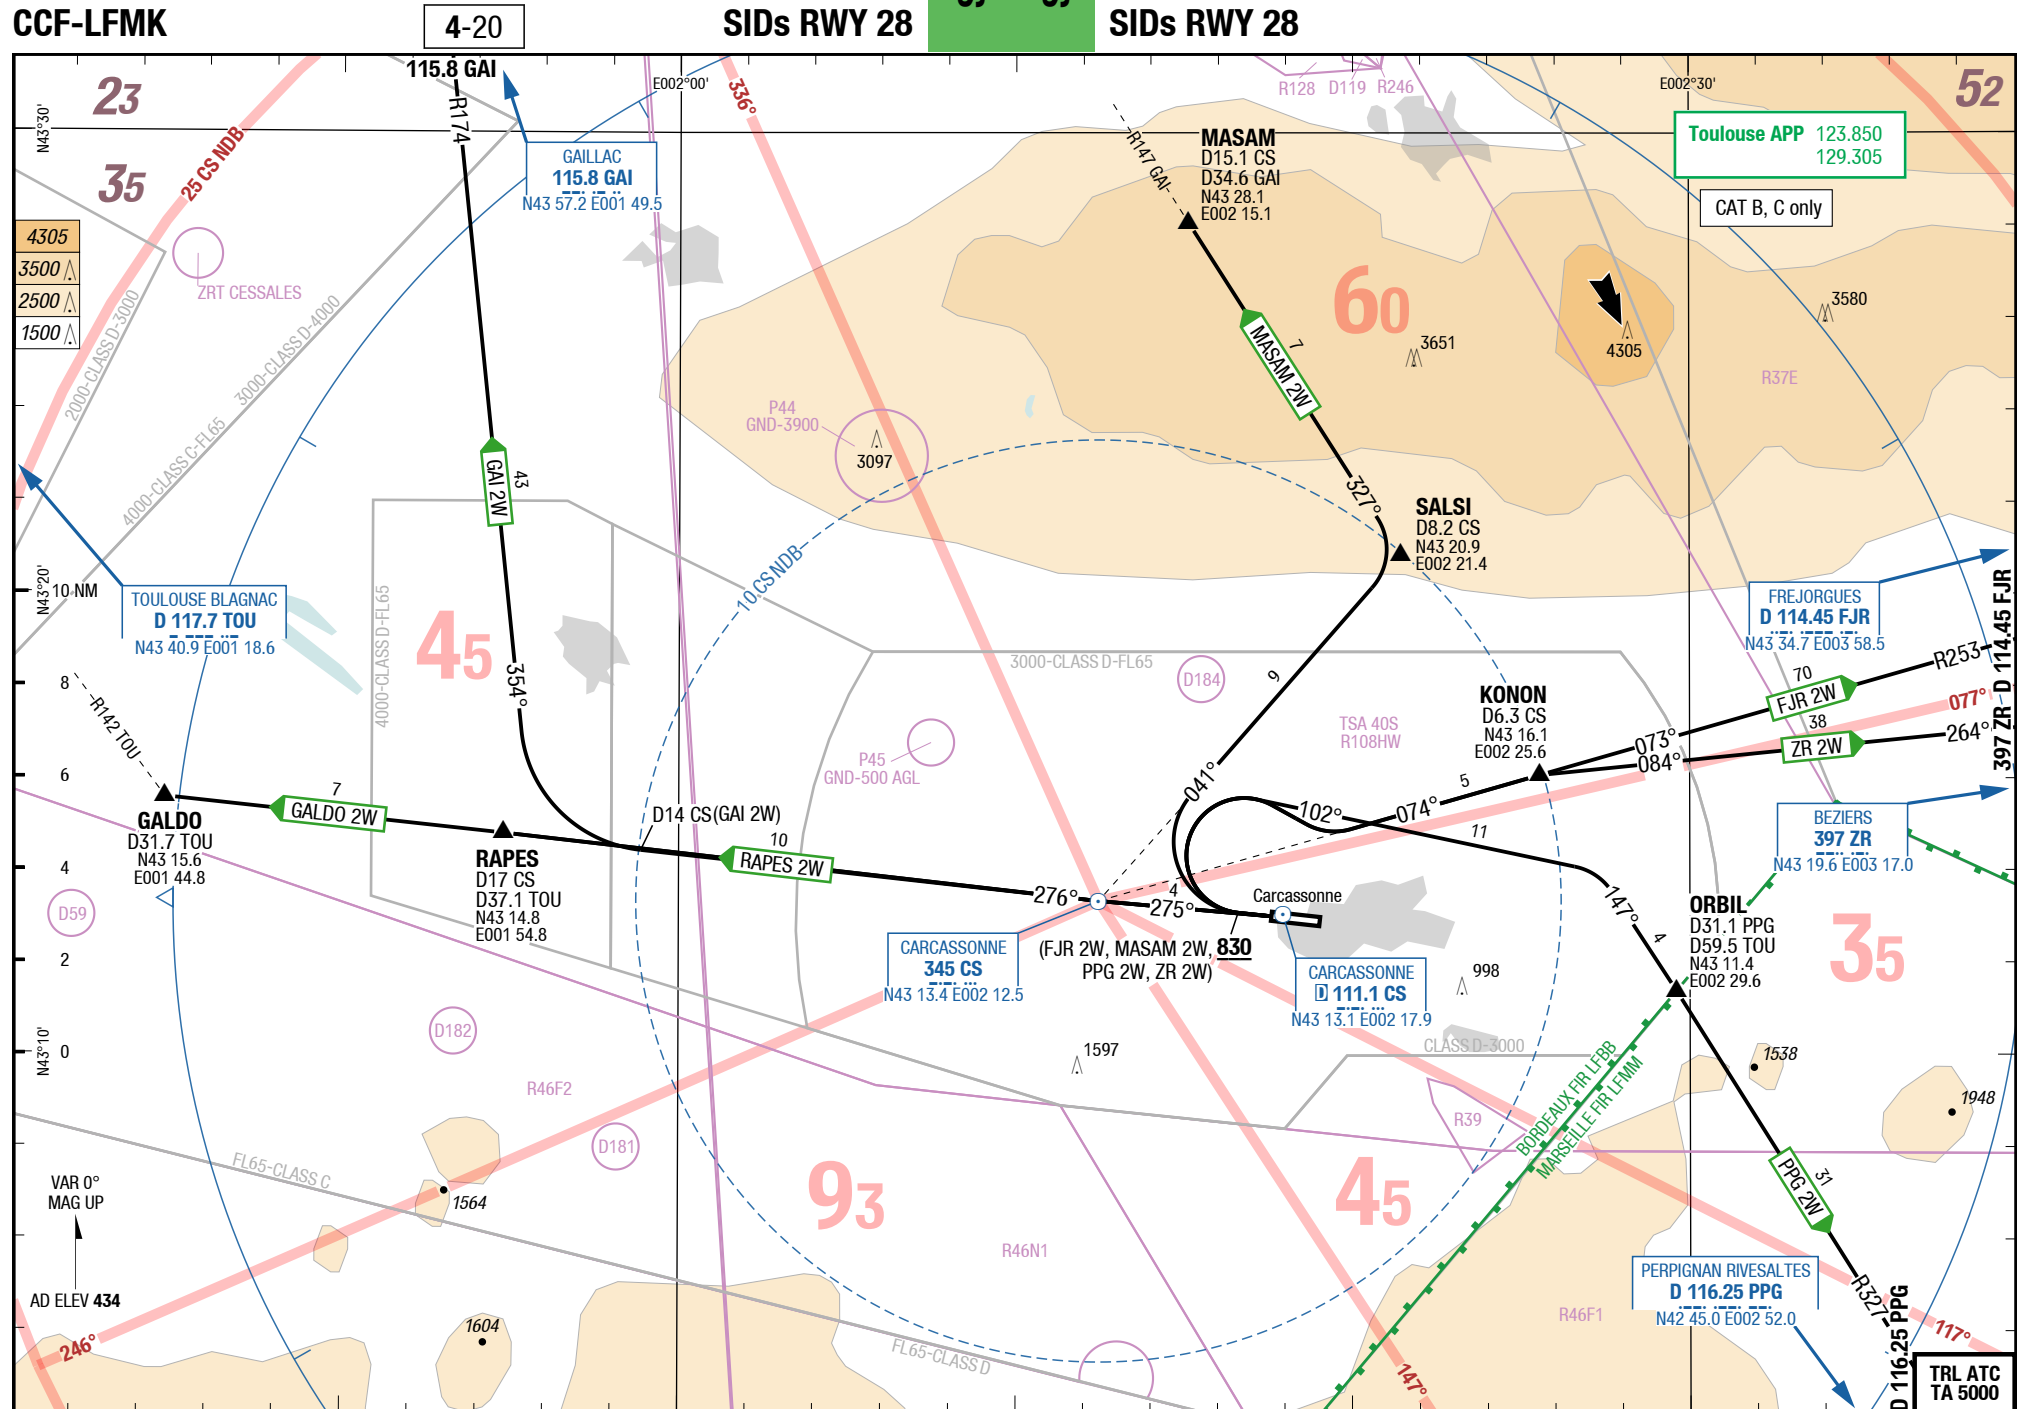 CCF-LFMK
4-20
SIDs RWY 28
SIDs RWY 28
115.8 GAI
E002°00'
E002°30'
23
35
52
N43°30'
25 CS NDB
R174
336°
R128
D119
R246
GAILLAC
115.8 GAI
N43 57.2 E001 49.5
R147 GAI
MASAM
D15.1 CS
D34.6 GAI
N43 28.1
E002 15.1
Toulouse APP 123.850
129.305
CAT B, C only
4305
3500
2500
1500
ZRT CESSALES
2000-CLASS D-3000
3000-CLASS D-4000
4000-CLASS C-FL65
60
7
MASAM 2W
3651
4305
3580
R37E
P44
GND-3900
3097
GAI 2W
43
327°
SALSI
D8.2 CS
N43 20.9
E002 21.4
10 CS NDB
N43°20'
10 NM
8
6
4
2
0
N43°10'
TOULOUSE BLAGNAC
D 117.7 TOU
N43 40.9 E001 18.6
R142 TOU
4000-CLASS D-FL65
45
354°
3000-CLASS D-FL65
D184
9
TSA 40S
R108HW
P45
GND-500 AGL
KONON
D6.3 CS
N43 16.1
E002 25.6
FREJORGUES
D 114.45 FJR
N43 34.7 E003 58.5
R253
70
FJR 2W
38
ZR 2W
077°
264°
D 114.45 FJR
397 ZR
073°
084°
5
074°
102°
041°
11
BEZIERS
397 ZR
N43 19.6 E003 17.0
GALDO
D31.7 TOU
N43 15.6
E001 44.8
7
GALDO 2W
RAPES
D17 CS
D37.1 TOU
N43 14.8
E001 54.8
D14 CS (GAI 2W)
10
RAPES 2W
276°
4
275°
Carcassonne
(FJR 2W, MASAM 2W, 830
PPG 2W, ZR 2W)
CARCASSONNE
345 CS
N43 13.4 E002 12.5
CARCASSONNE
D 111.1 CS
N43 13.1 E002 17.9
998
147°
4
ORBIL
D31.1 PPG
D59.5 TOU
N43 11.4
E002 29.6
35
D59
D182
R46F2
D181
1597
CLASS D-3000
R39
BORDEAUX FIR LFBB
MARSEILLE FIR LFMM
1538
1948
FL65-CLASS C
VAR 0°
MAG UP
1564
93
45
R46N1
PPG 2W
31
AD ELEV 434
1604
246°
FL65-CLASS D
147°
R46F1
PERPIGNAN RIVESALTES
D 116.25 PPG
N42 45.0 E002 52.0
R327
D 116.25 PPG
117°
TRL ATC
TA 5000